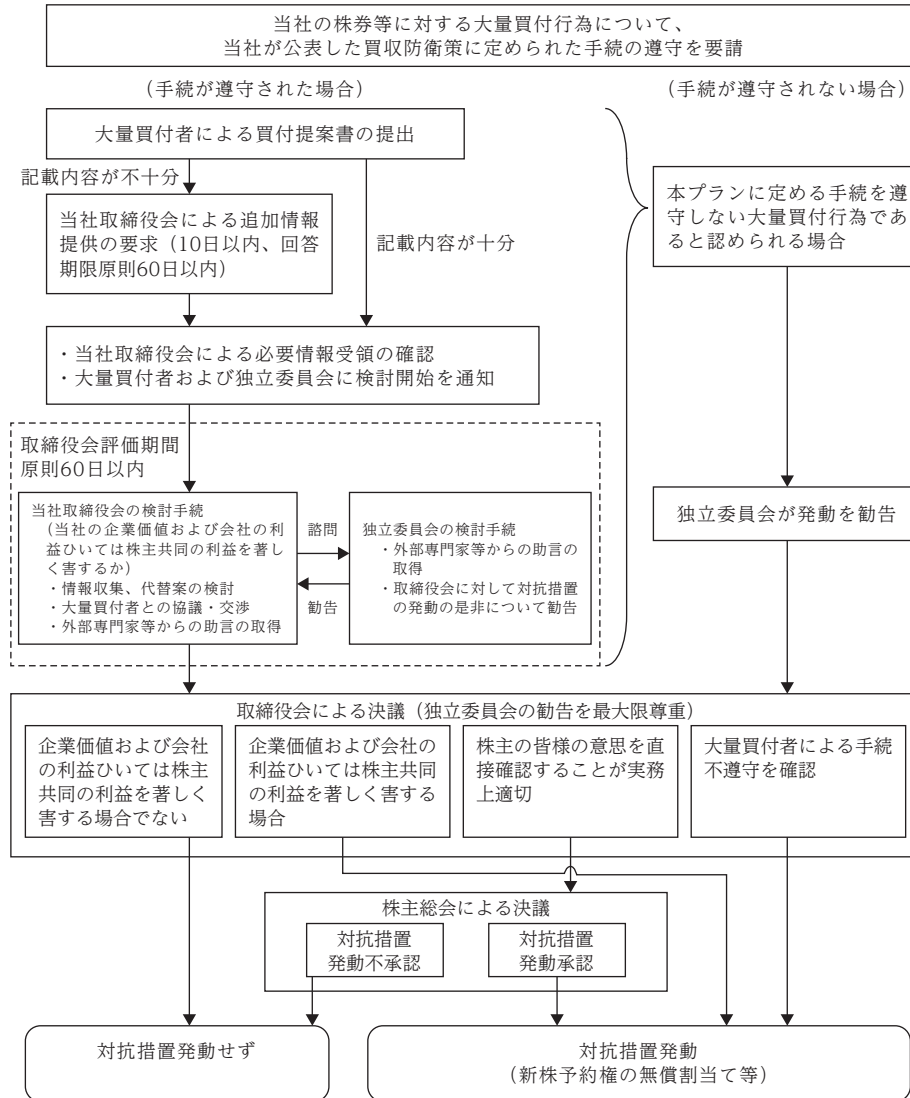 当社の株券等に対する大量買付行為について、
当社が公表した買収防衛策に定められた手続の遵守を要請
（手続が遵守された場合）
（手続が遵守されない場合）
大量買付者による買付提案書の提出
記載内容が不十分
当社取締役会による追加情報
提供の要求（10日以内、回答
期限原則60日以内）
記載内容が十分
本プランに定める手続を遵
守しない大量買付行為であ
ると認められる場合
・当社取締役会による必要情報受領の確認
・大量買付者および独立委員会に検討開始を通知
取締役会評価期間
原則60日以内
当社取締役会の検討手続
（当社の企業価値および会社の利
益ひいては株主共同の利益を著し
く害するか）
・情報収集、代替案の検討
・大量買付者との協議・交渉
・外部専門家等からの助言の取得
諮問
勧告
独立委員会の検討手続
・外部専門家等からの助言の
取得
・取締役会に対して対抗措置
の発動の是非について勧告
独立委員会が発動を勧告
取締役会による決議（独立委員会の勧告を最大限尊重）
企業価値および会社
の利益ひいては株主
共同の利益を著しく
害する場合でない
企業価値および会社の
利益ひいては株主共同
の利益を著しく害する
場合
株主の皆様の意思を直
接確認することが実務
上適切
大量買付者による手続
不遵守を確認
株主総会による決議
対抗措置
発動不承認
対抗措置
発動承認
対抗措置発動せず
対抗措置発動
（新株予約権の無償割当て等）